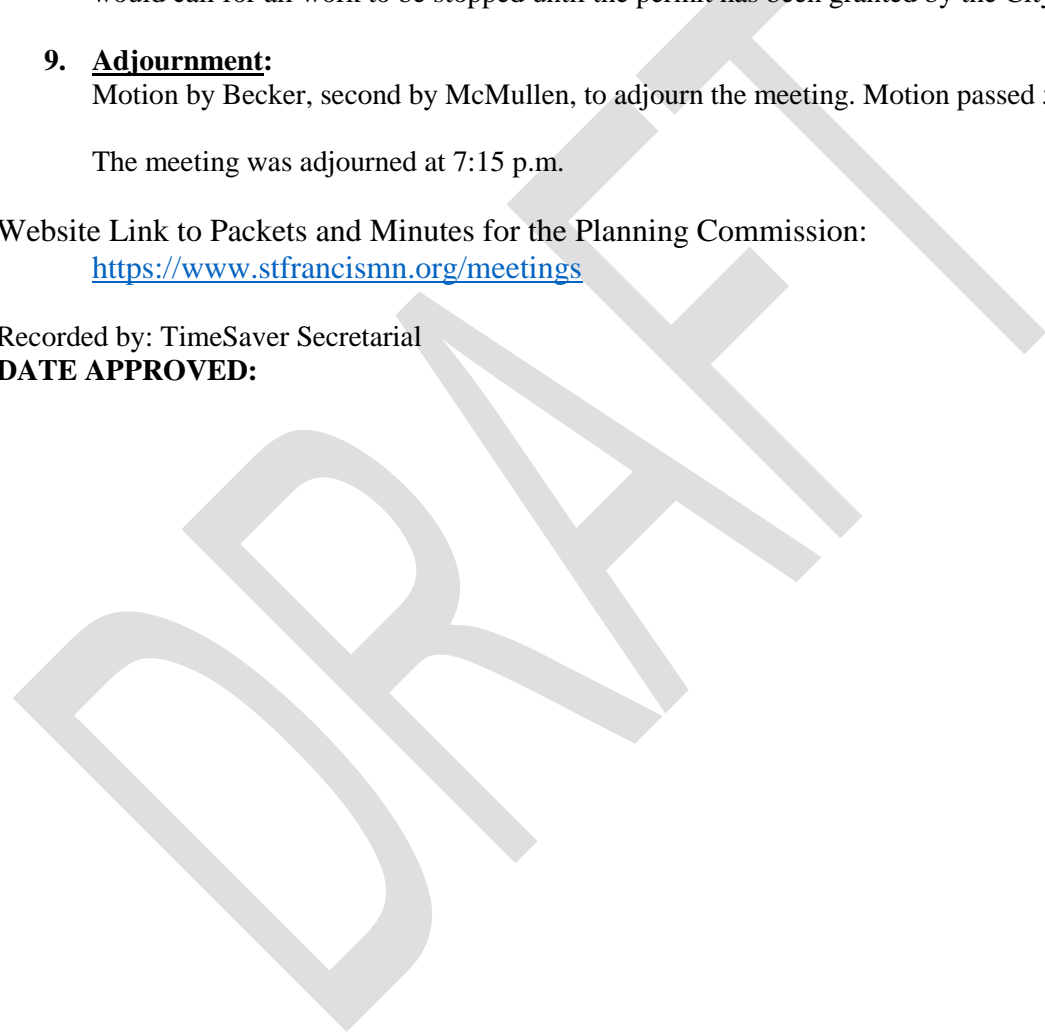 would call for all work to be stopped until the permit has been granted by the City
9. Adjournment:
Motion by Becker, second by McMullen, to adjourn the meeting. Motion passed
The meeting was adjourned at 7:15 p.m.
Website Link to Packets and Minutes for the Planning Commission:
https://www.stfrancismn.org/meetings
Recorded by: TimeSaver Secretarial
DATE APPROVED:
DRAFT